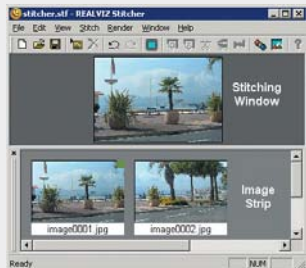 stitcher.stf - REALVIZ Stitcher
File Edit View Stitch Render Window Help
Stitching
Window
image0001.jpg
image0002.jpg
Image
Strip
Ready
NUM